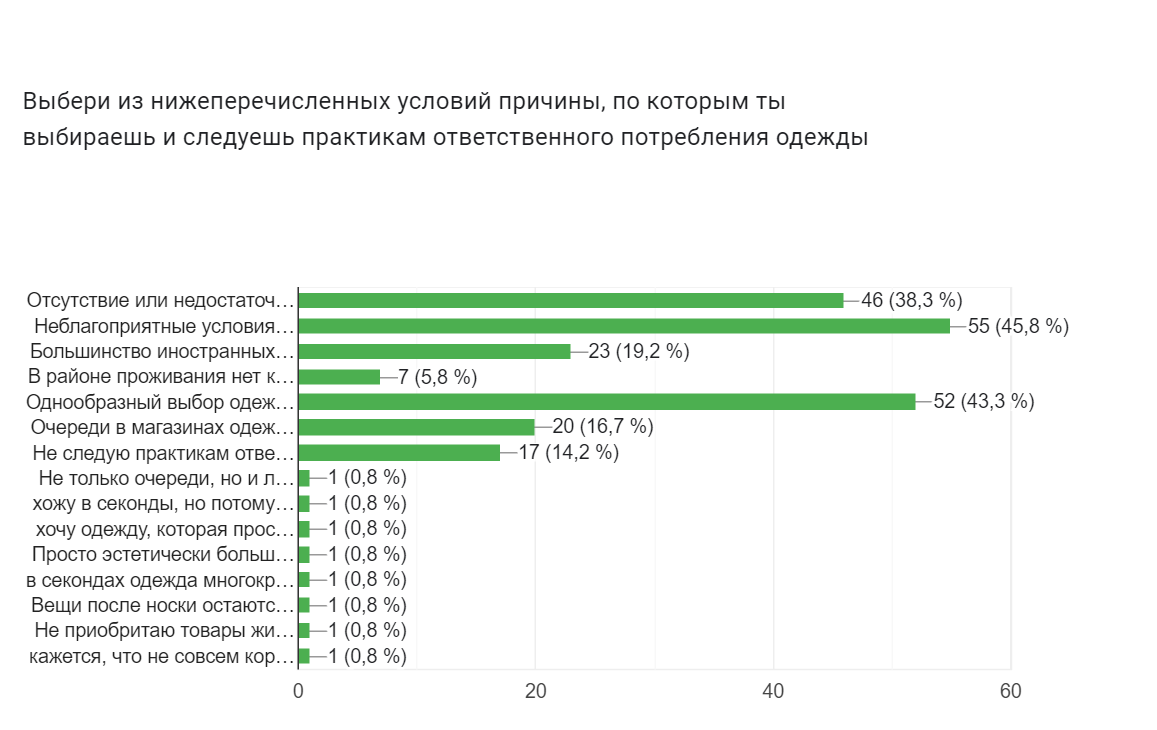 Выбери из нижеперечисленных условий причины, по которым ты
выбираешь и следуешь практикам ответственного потребления одежды
Отсутствие или недостаточ… 46 (38,3 %)
Неблагоприятные условия… 55 (45,8 %)
Большинство иностранных… 23 (19,2 %)
В районе проживания нет к… 7 (5,8 %)
Однообразный выбор одеж… 52 (43,3 %)
Очереди в магазинах одеж… 20 (16,7 %)
Не следую практикам отве… 17 (14,2 %)
Не только очереди, но и л… 1 (0,8 %)
хожу в секонды, но потому… 1 (0,8 %)
хочу одежду, которая прос… 1 (0,8 %)
Просто эстетически больш… 1 (0,8 %)
в секондах одежда многокр… 1 (0,8 %)
Вещи после носки остаютс… 1 (0,8 %)
Не приобритаю товары жи… 1 (0,8 %)
кажется, что не совсем кор… 1 (0,8 %)
0 20 40 60